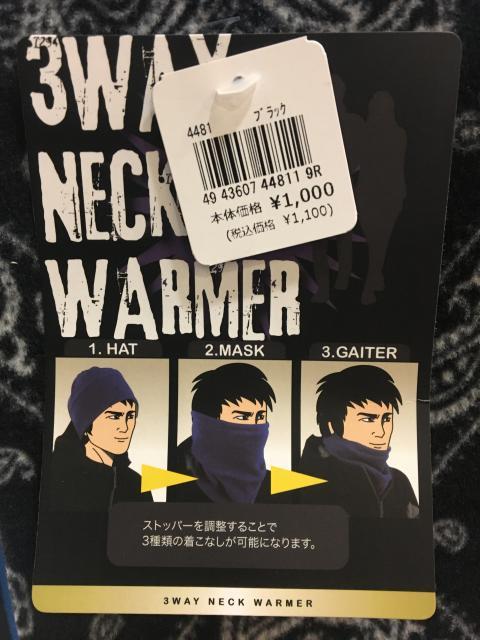 3WAY
NECK
WARMER
4481
ブラック
49 43607 44811 9R
本体価格 ¥1,000
(税込価格 ¥1,100)
1. HAT
2.MASK
3.GAITER
ストッパーを調整することで
3種類の着こなしが可能になります。
3WAY NECK WARMER